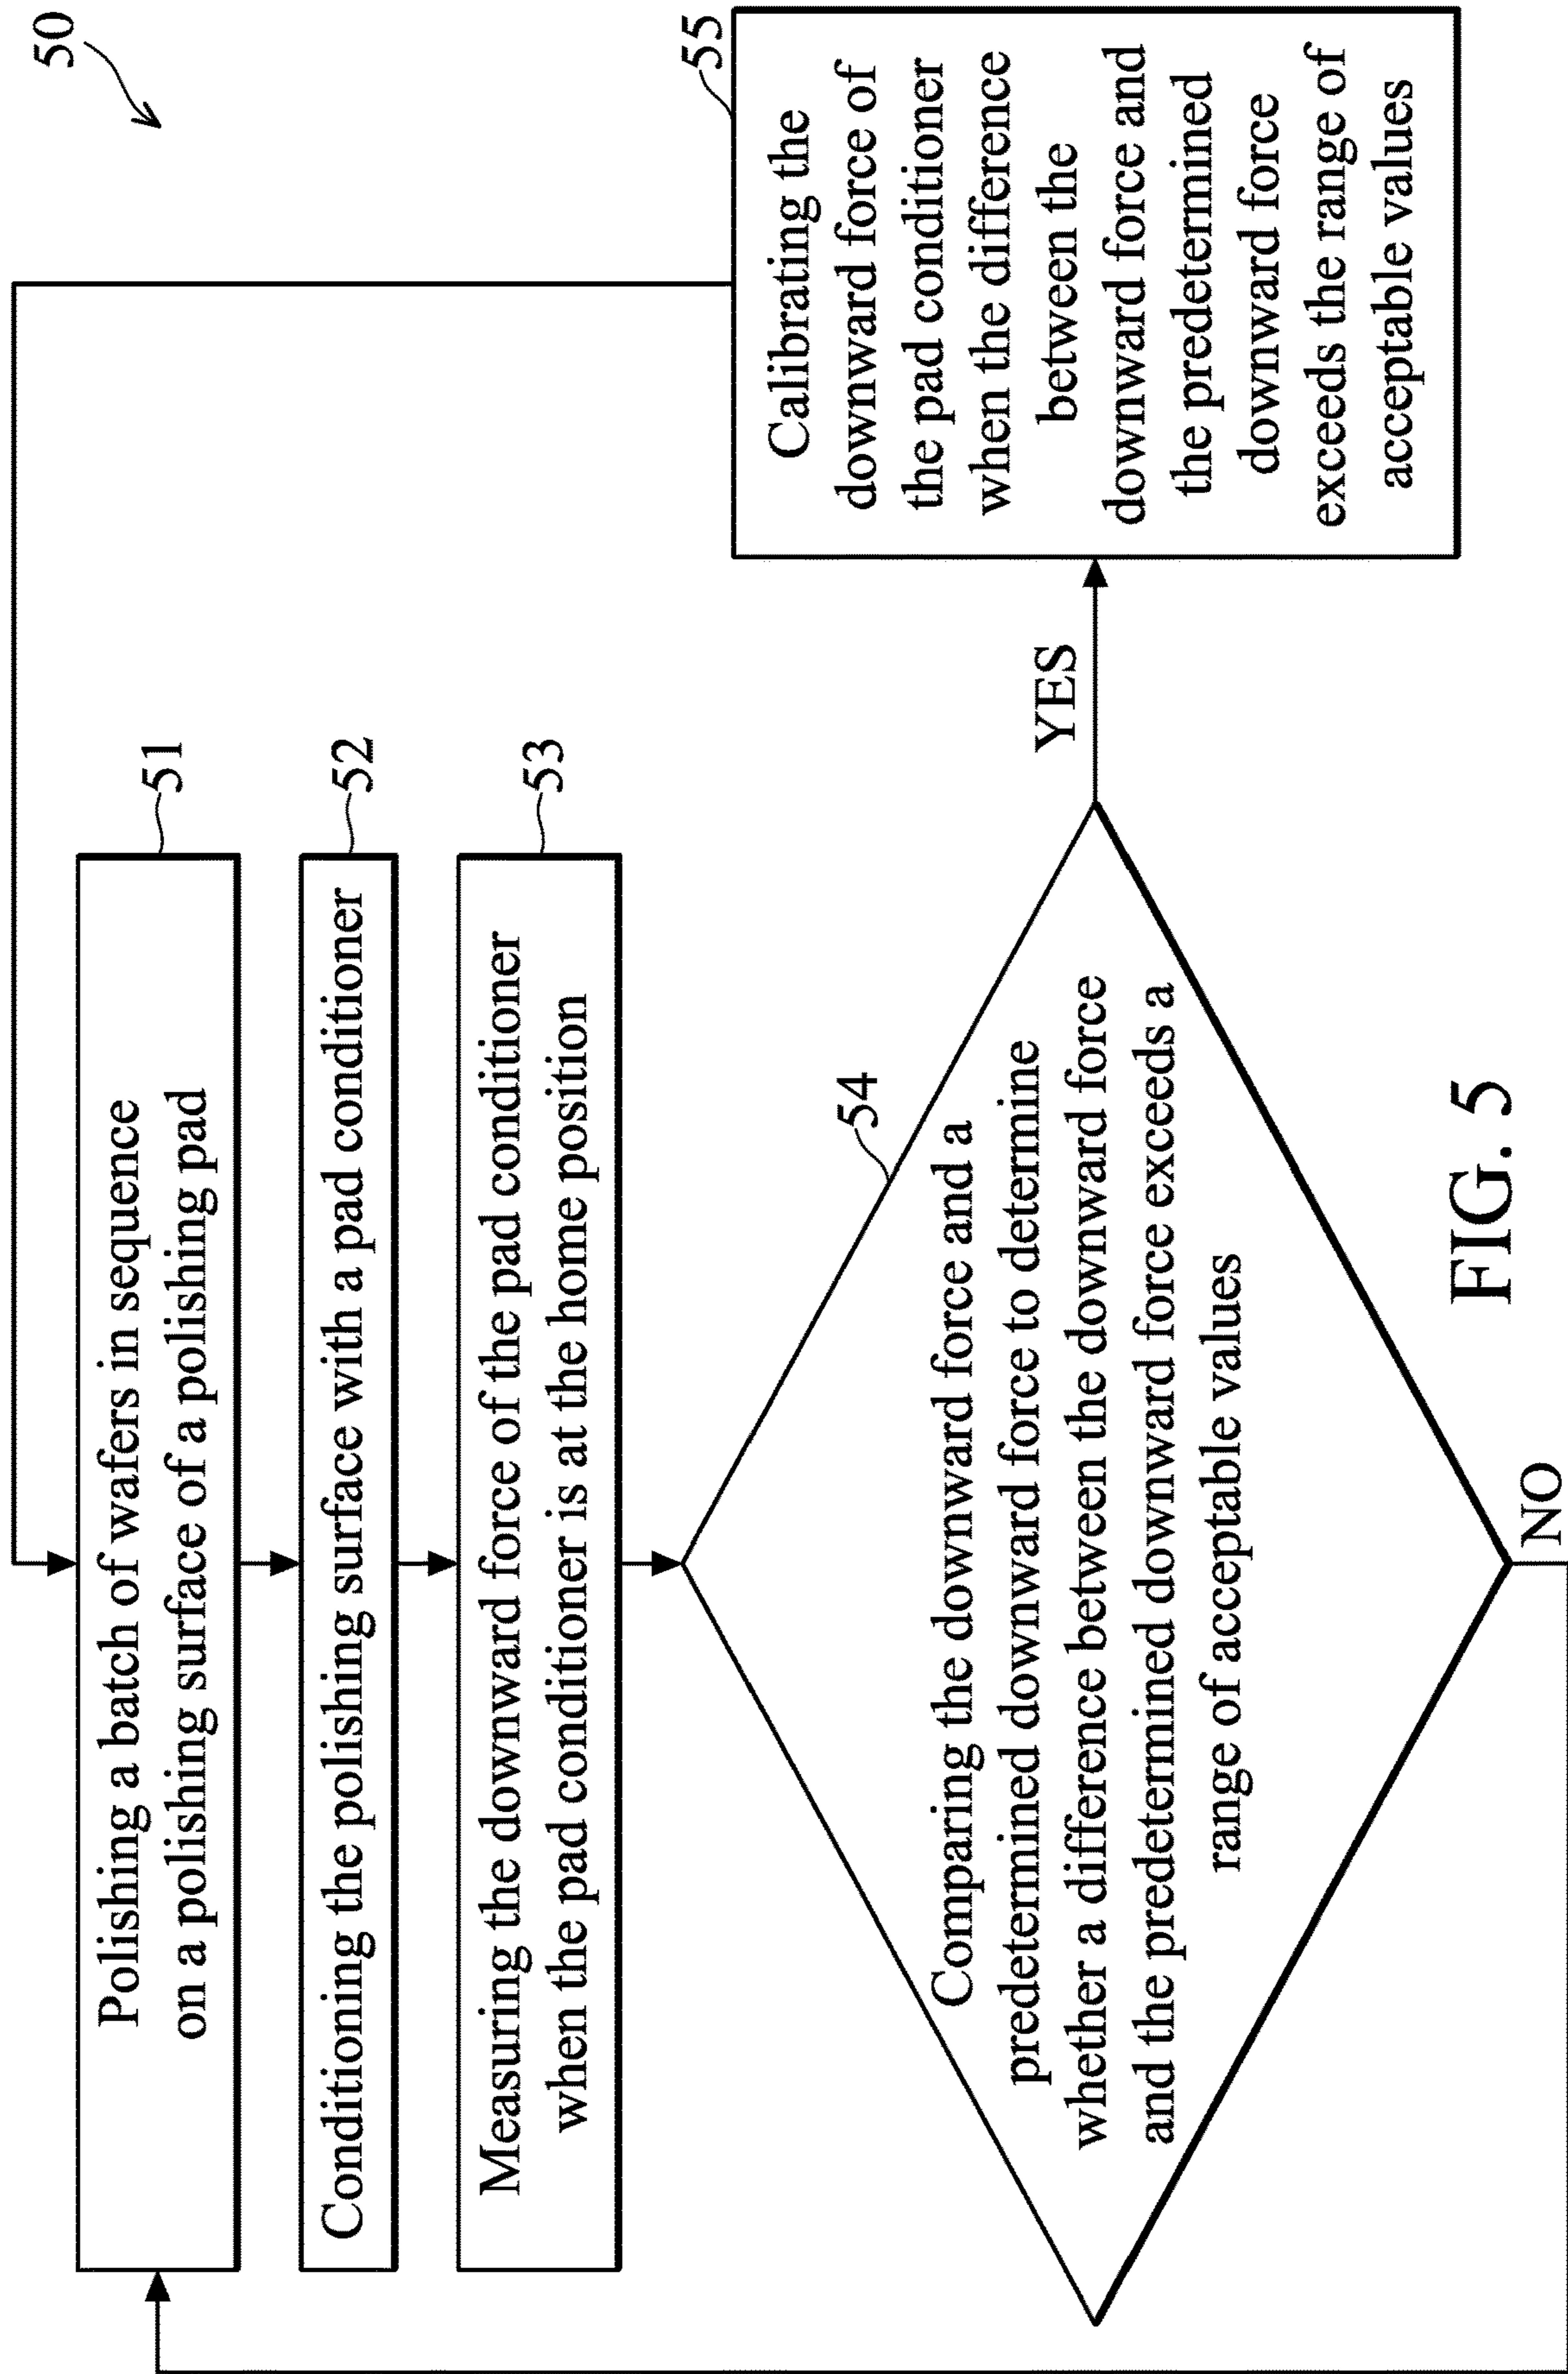 50
Polishing a batch of wafers in sequence
on a polishing surface of a polishing pad
51
Conditioning the polishing surface with a pad conditioner
52
Measuring the downward force of the pad conditioner
when the pad conditioner is at the home position
53
54
Comparing the downward force and a
predetermined downward force to determine
whether a difference between the downward force
and the predetermined downward force exceeds a
range of acceptable values
YES
NO
55
Calibrating the
downward force of
the pad conditioner
when the difference
between the
downward force and
the predetermined
downward force
exceeds the range of
acceptable values
FIG. 5